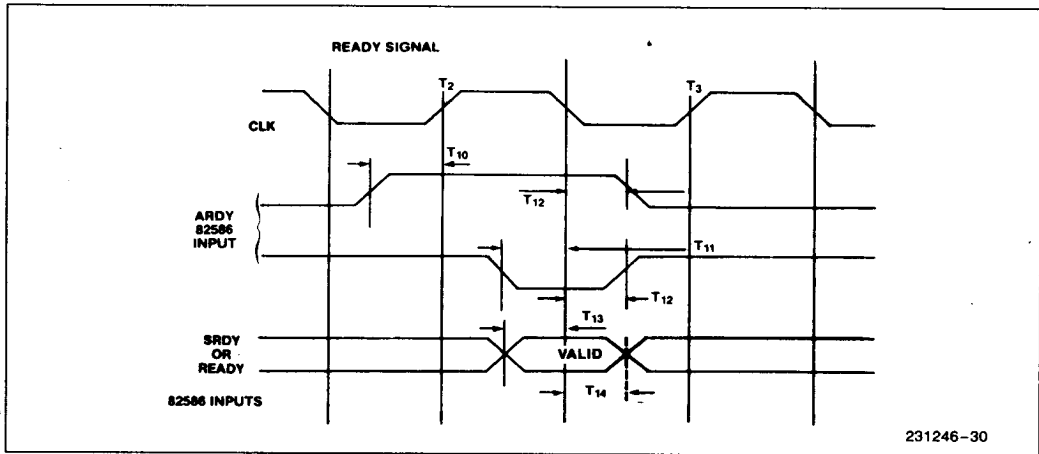 READY SIGNAL
T2
T3
CLK
T10
T12
ARDY
82586
INPUT
T11
T12
T13
SRDY
OR
READY
VALID
T14
82586 INPUTS
231246-30